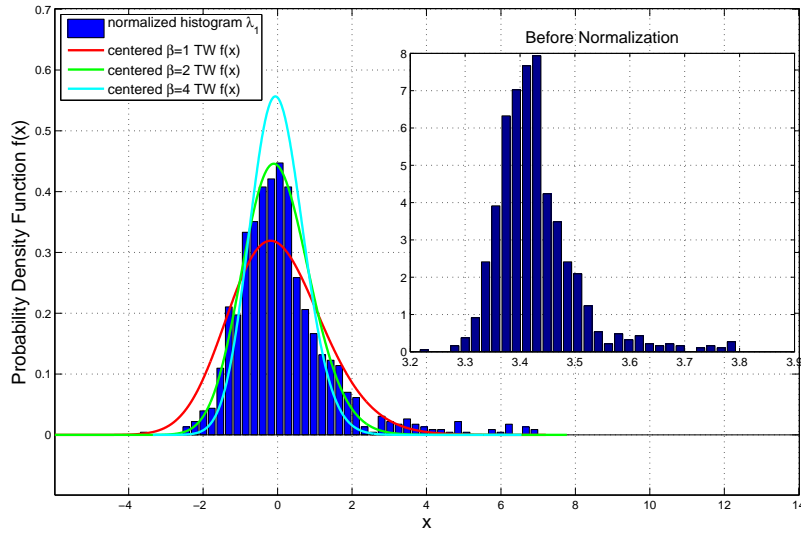 0.7
0.6
0.5
0.4
0.3
0.2
0.1
0
Probability Density Function f(x)
normalized histogram λ_1
centered β=1 TW f(x)
centered β=2 TW f(x)
centered β=4 TW f(x)
Before Normalization
8
7
6
5
4
3
2
1
0
3.2 3.3 3.4 3.5 3.6 3.7 3.8 3.9
−4 −2 0 2 4 6 8 10 12 14
x